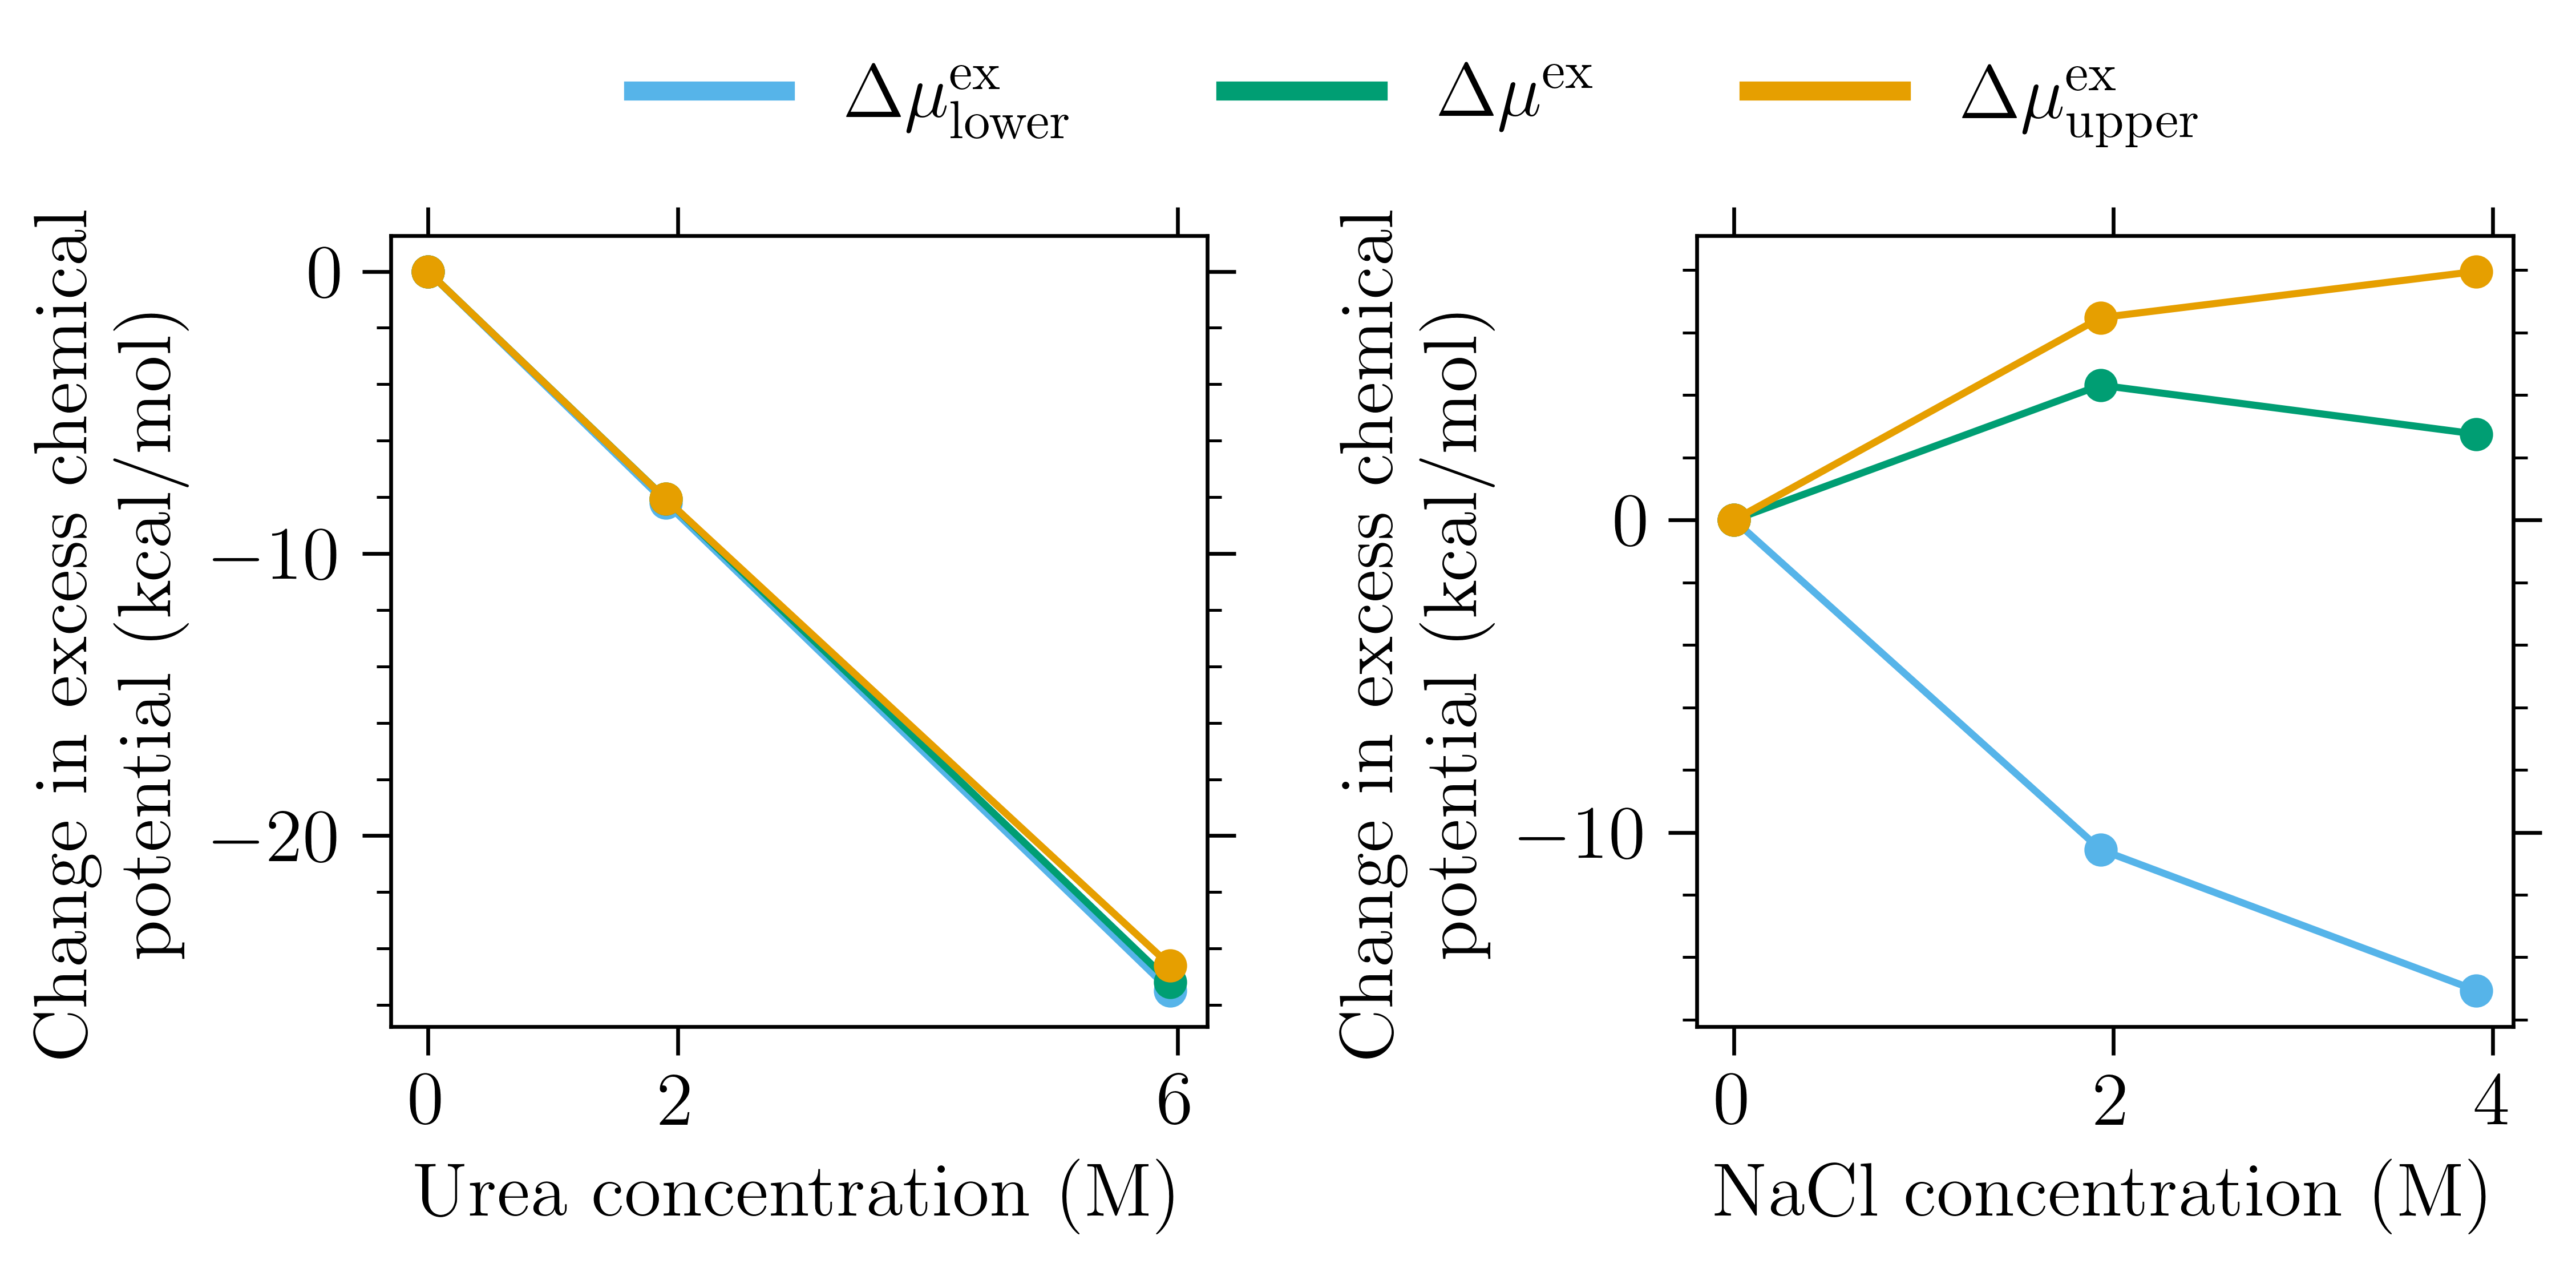 Δμ^ex_lower Δμ^ex Δμ^ex_upper
Change in excess chemical
potential (kcal/mol)
0
−10
−20
0 2 6
Urea concentration (M)
Change in excess chemical
potential (kcal/mol)
0
−10
0 2 4
NaCl concentration (M)